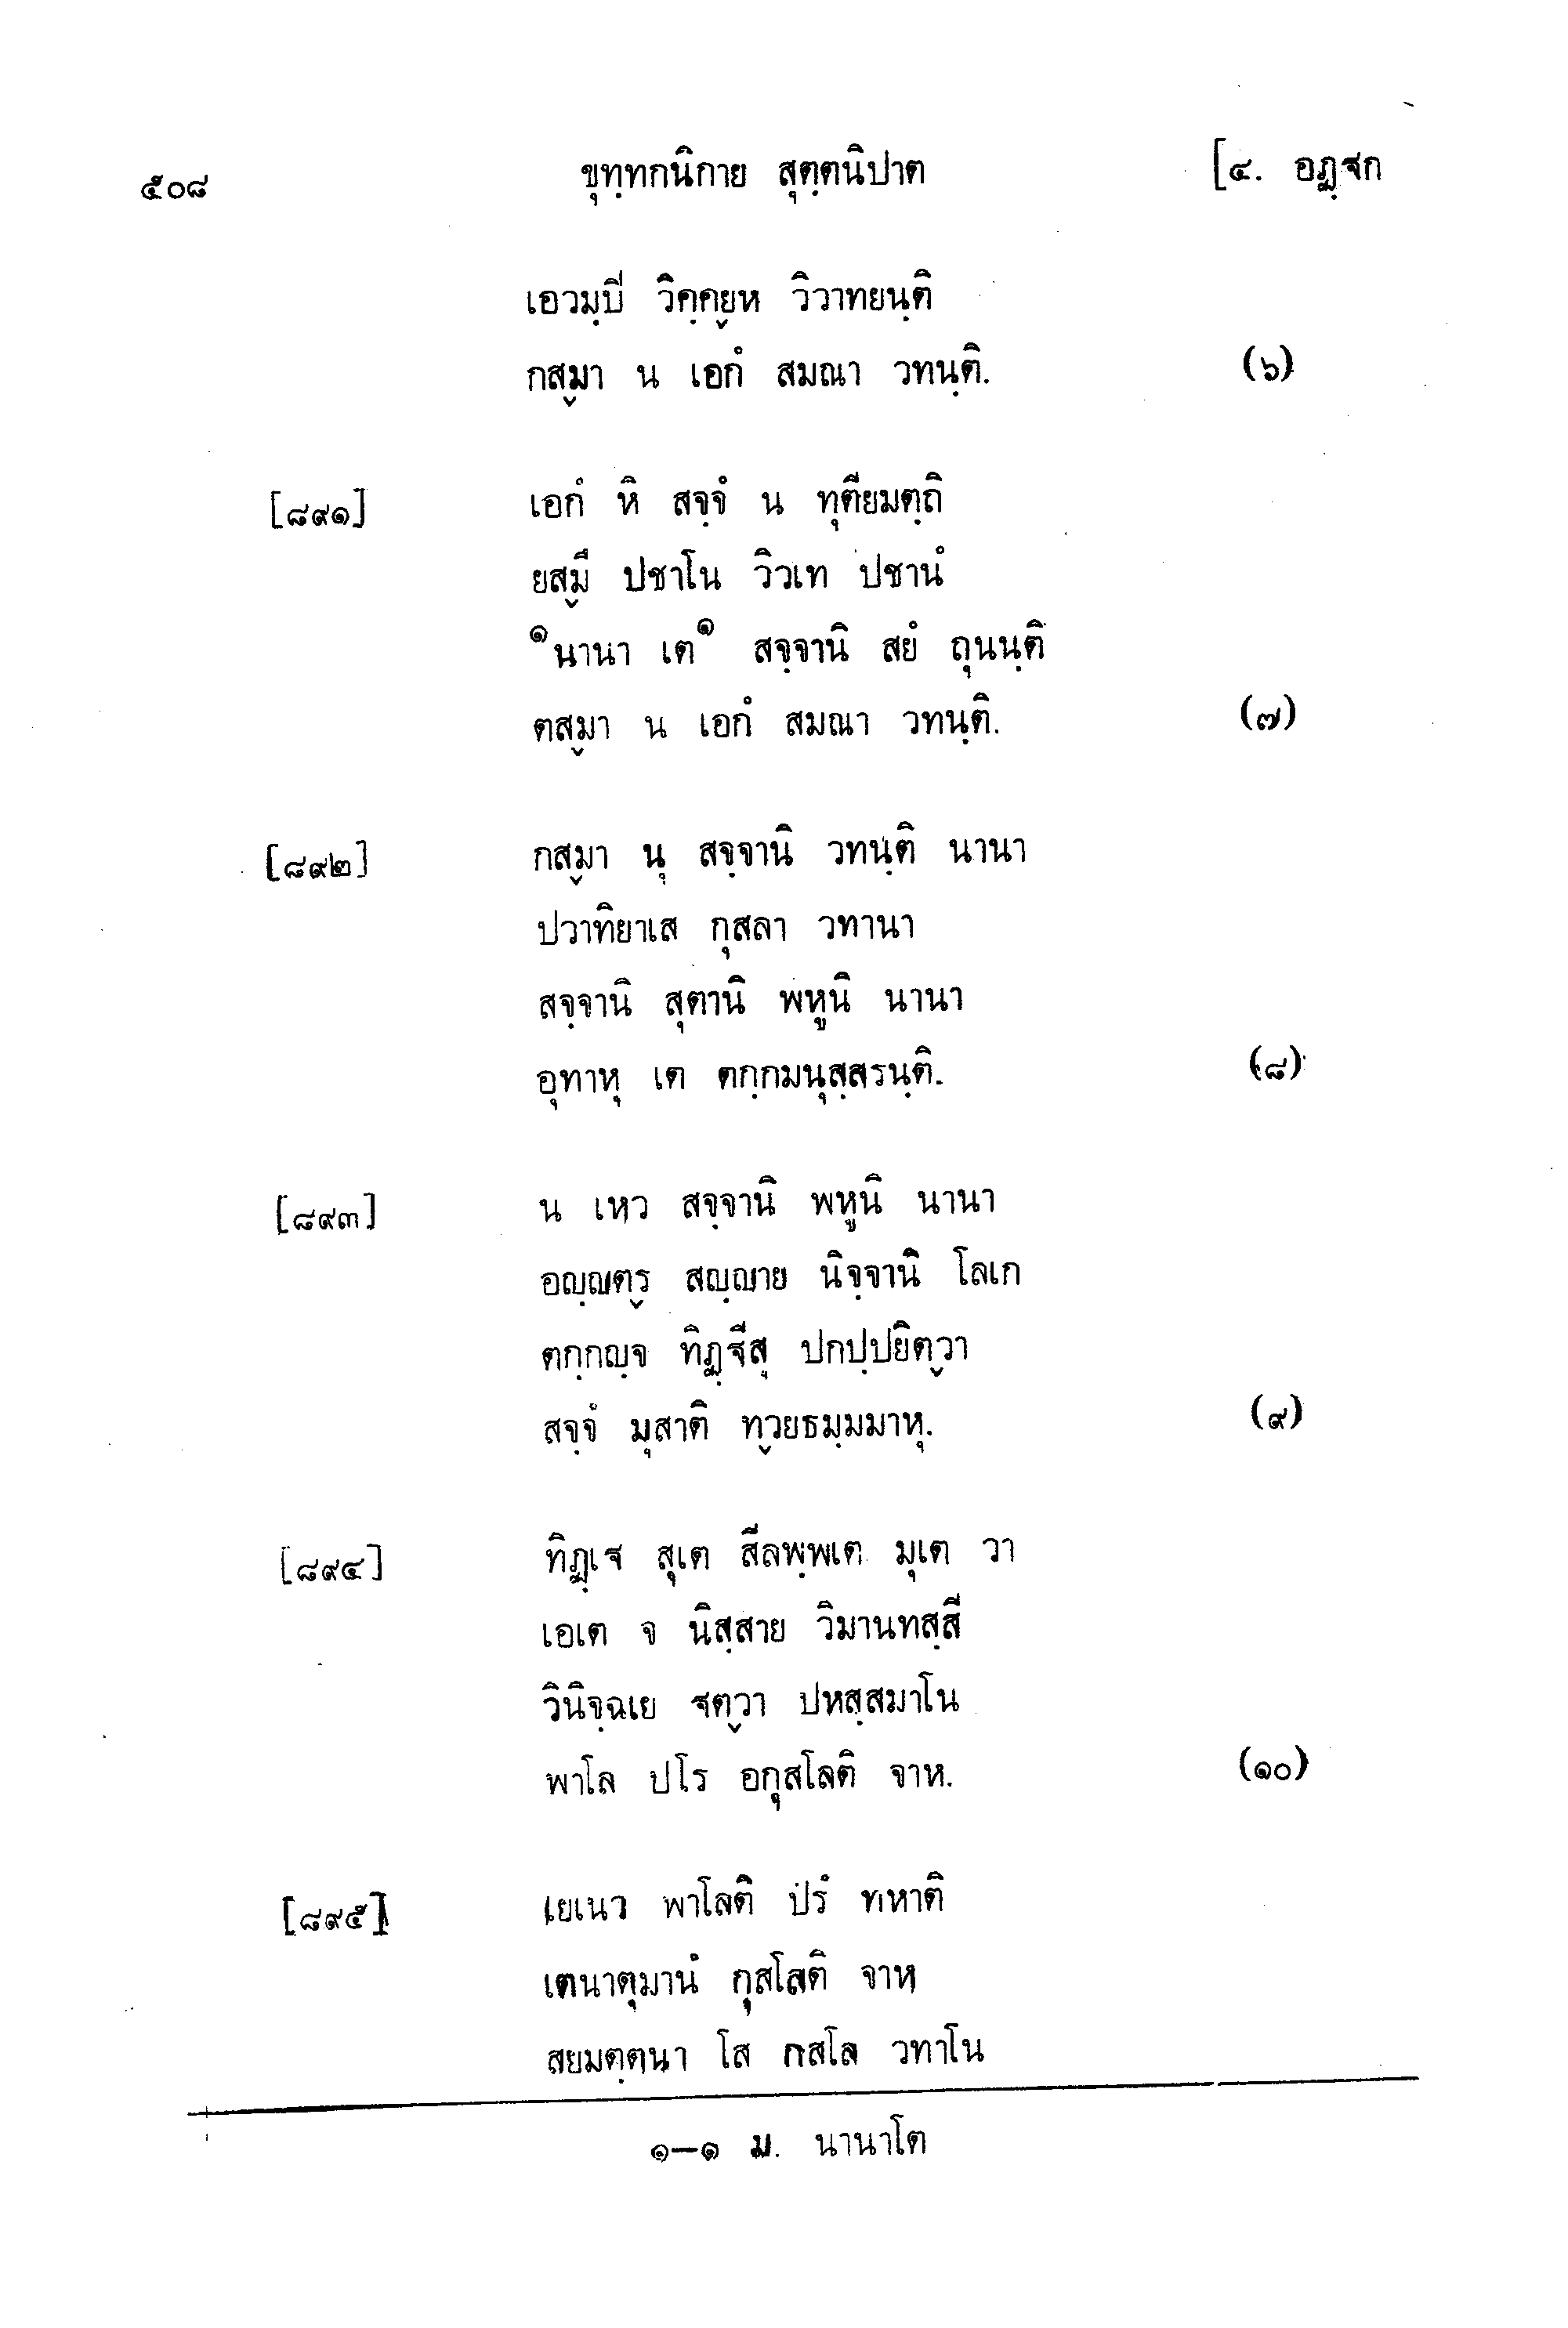 ๕๐๘ ขุทฺทกนิกาย สุตฺตนิปาต [๔. อฏฺฐก
เอวมฺปี วิคฺคยฺห วิวาทยนฺติ
กสฺมา น เอกํ สมณา วทนฺติ. (๖)
[๘๙๑] เอกํ หิ สจฺจํ น ทุตียมตฺถิ
ยสฺมึ ปชาโน วิวเท ปชานํ
๑นานา เต๑ สจฺจานิ สยํ ถุนนฺติ
ตสฺมา น เอกํ สมณา วทนฺติ. (๗)
[๘๙๒] กสฺมา นุ สจฺจานิ วทนฺติ นานา
ปวาทิยาเส กุสลา วทานา
สจฺจานิ สุตานิ พหูนิ นานา
อุทาหุ เต ตกฺกมนุสฺสรนฺติ. (๘)
[๘๙๓] น เหว สจฺจานิ พหูนิ นานา
อญฺญตฺร สญฺญาย นิจฺจานิ โลเก
ตกฺกญฺจ ทิฏฺฐีสุ ปกปฺปยิตฺวา
สจฺจํ มุสาติ ทฺวยธมฺมมาหุ. (๙)
[๘๙๔] ทิฏฺเฐ สุเต สีลพฺพเต มุเต วา
เอเต จ นิสฺสาย วิมานทสฺสี
วินิจฺฉเย ฐตฺวา ปหสฺสมาโน
พาโล ปโร อกุสโลติ จาห. (๑๐)
[๘๙๕] เยเนว พาโลติ ปรํ ทหาติ
เตนาตุมานํ กุสโลติ จาห
สยมตฺตนา โส กสโล วทาโน
๑–๑ ม. นานาโต